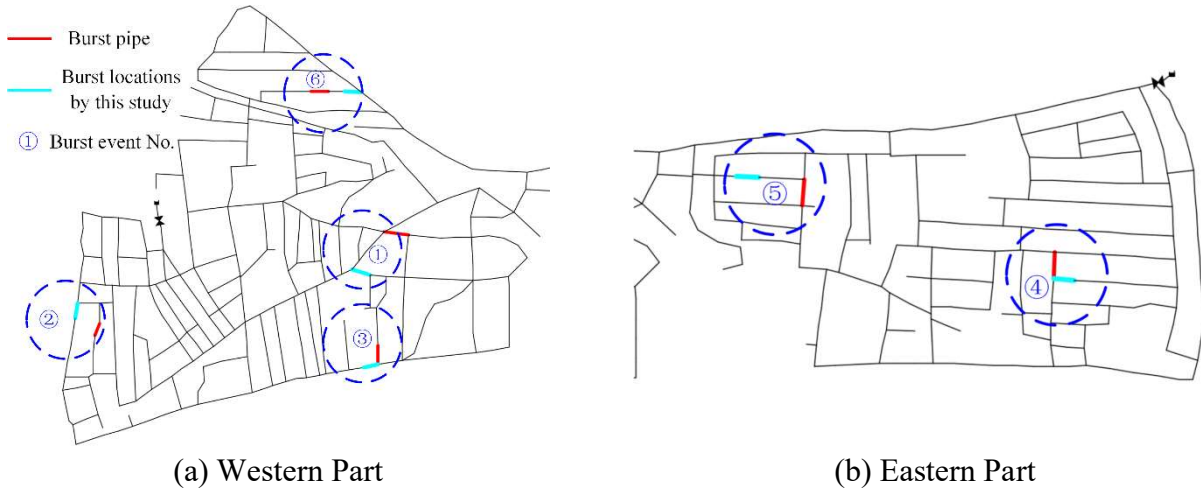 Burst pipe
Burst locations
by this study
① Burst event No.
⑥
①
②
③
⑤
④
(a) Western Part
(b) Eastern Part